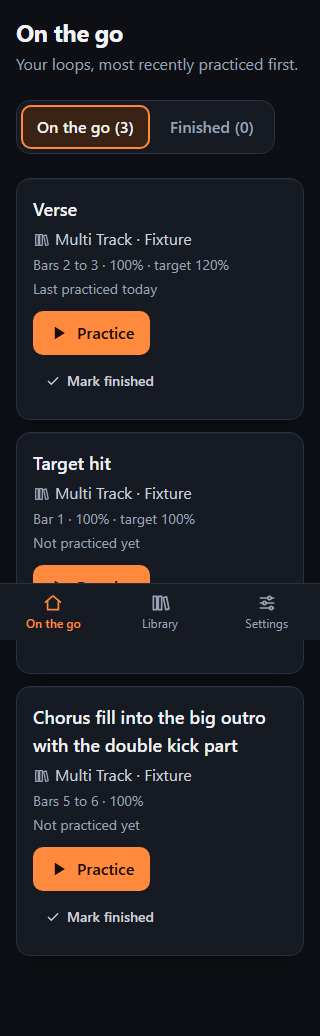 On the go
Your loops, most recently practiced first.
On the go (3)
Finished (0)
Verse
Multi Track · Fixture
Bars 2 to 3 · 100% · target 120%
Last practiced today
Practice
Mark finished
Target hit
Multi Track · Fixture
Bar 1 · 100% · target 100%
Not practiced yet
On the go
Library
Settings
Chorus fill into the big outro
with the double kick part
Multi Track · Fixture
Bars 5 to 6 · 100%
Not practiced yet
Practice
Mark finished